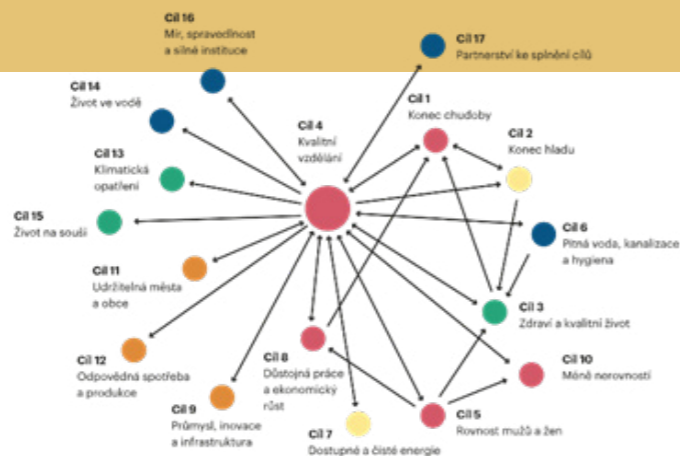 Cíl 16
Mír, spravedlnost
a silné instituce
Cíl 17
Partnerství ke splnění cílů
Cíl 14
Život ve vodě
Cíl 1
Konec chudoby
Cíl 4
Kvalitní
vzdělání
Cíl 2
Konec hladu
Cíl 13
Klimatická
opatření
Cíl 15
Život na souši
Cíl 6
Pitná voda, kanalizace
a hygiena
Cíl 11
Udržitelná města
a obce
Cíl 3
Zdraví a kvalitní život
Cíl 12
Odpovědná spotřeba
a produkce
Cíl 8
Důstojná práce
a ekonomický
růst
Cíl 10
Méně nerovností
Cíl 9
Průmysl, inovace
a infrastruktura
Cíl 5
Rovnost mužů a žen
Cíl 7
Dostupné a čisté energie